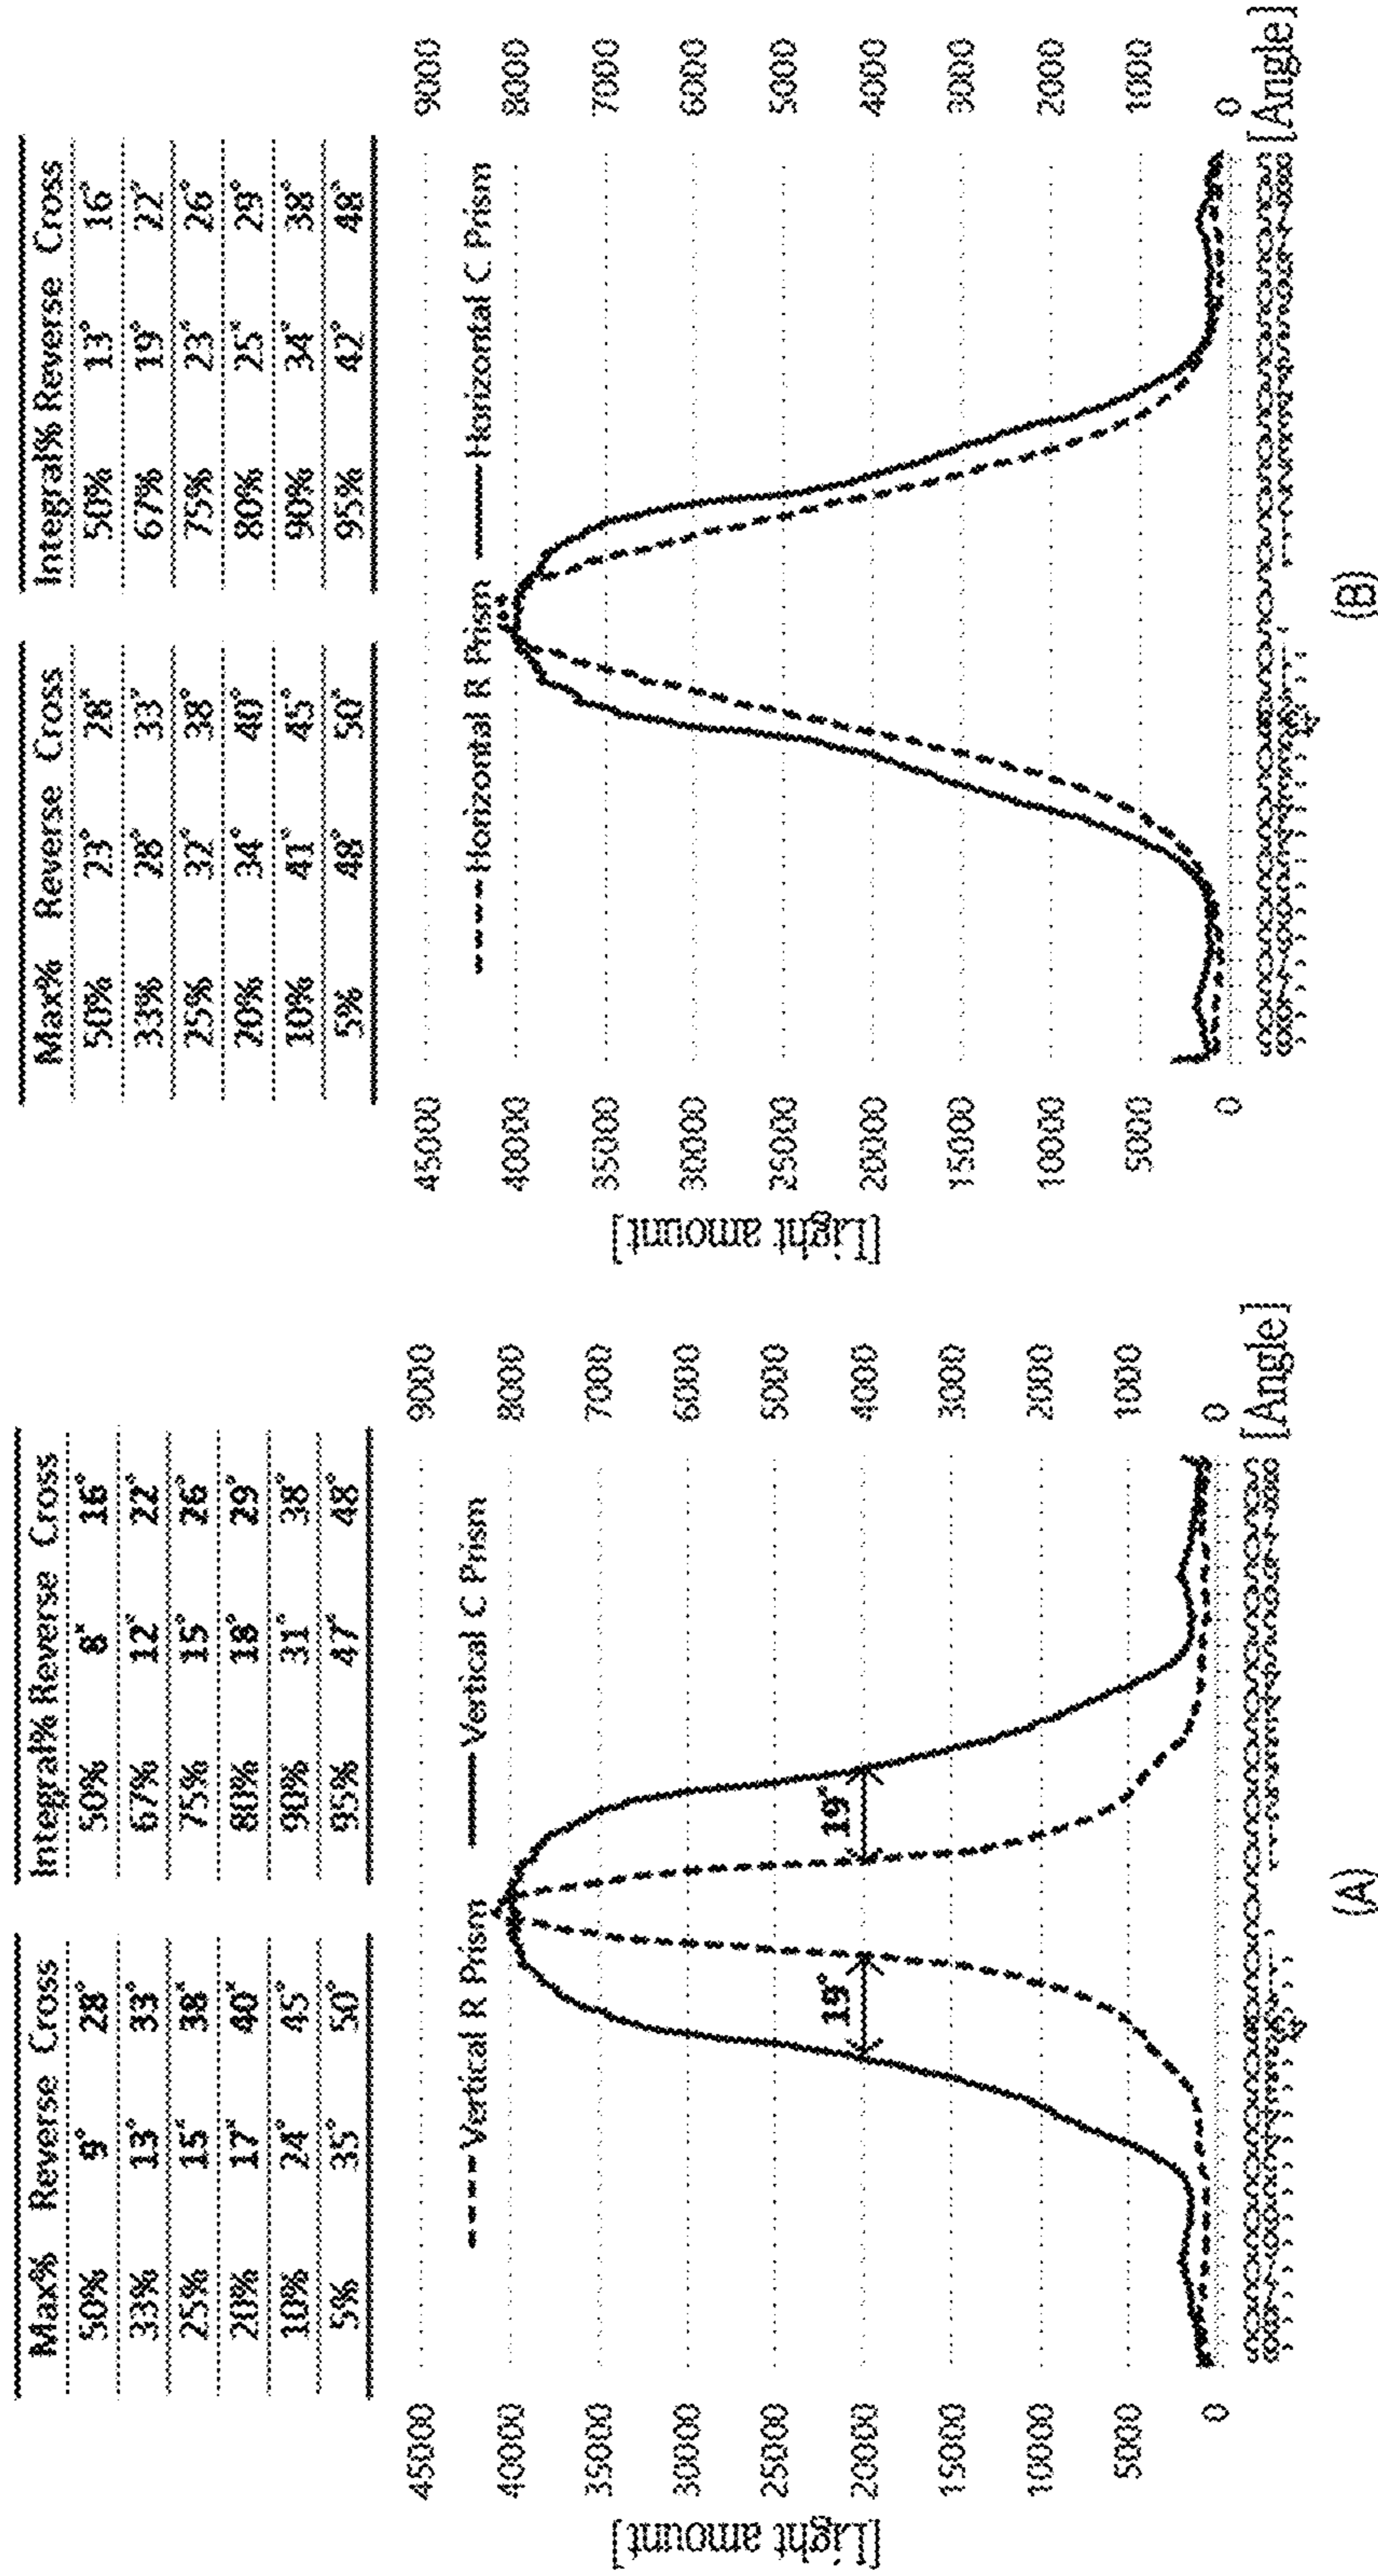 Max% Reverse Cross
50% 9° 28°
33% 13° 33°
25% 15° 38°
20% 17° 40°
10% 24° 45°
5% 35° 50°
Integral% Reverse Cross
50% 8° 16°
67% 12° 22°
75% 15° 26°
80% 18° 29°
90% 31° 38°
95% 47° 48°
[Light amount]
--- Vertical R Prism — Vertical C Prism
45000 9000
40000 8000
35000 7000
30000 6000
25000 5000
20000 19° 19° 4000
15000 3000
10000 2000
5000 1000
0 0
[Angle]
(A)
Max% Reverse Cross
50% 23° 28°
33% 28° 33°
25% 32° 38°
20% 34° 40°
10% 41° 45°
5% 48° 50°
Integral% Reverse Cross
50% 13° 16°
67% 19° 22°
75% 23° 26°
80% 25° 29°
90% 34° 38°
95% 42° 48°
[Light amount]
--- Horizontal R Prism — Horizontal C Prism
45000 9000
40000 8000
35000 7000
30000 6000
25000 5000
20000 4000
15000 3000
10000 2000
5000 1000
0 0
[Angle]
(B)